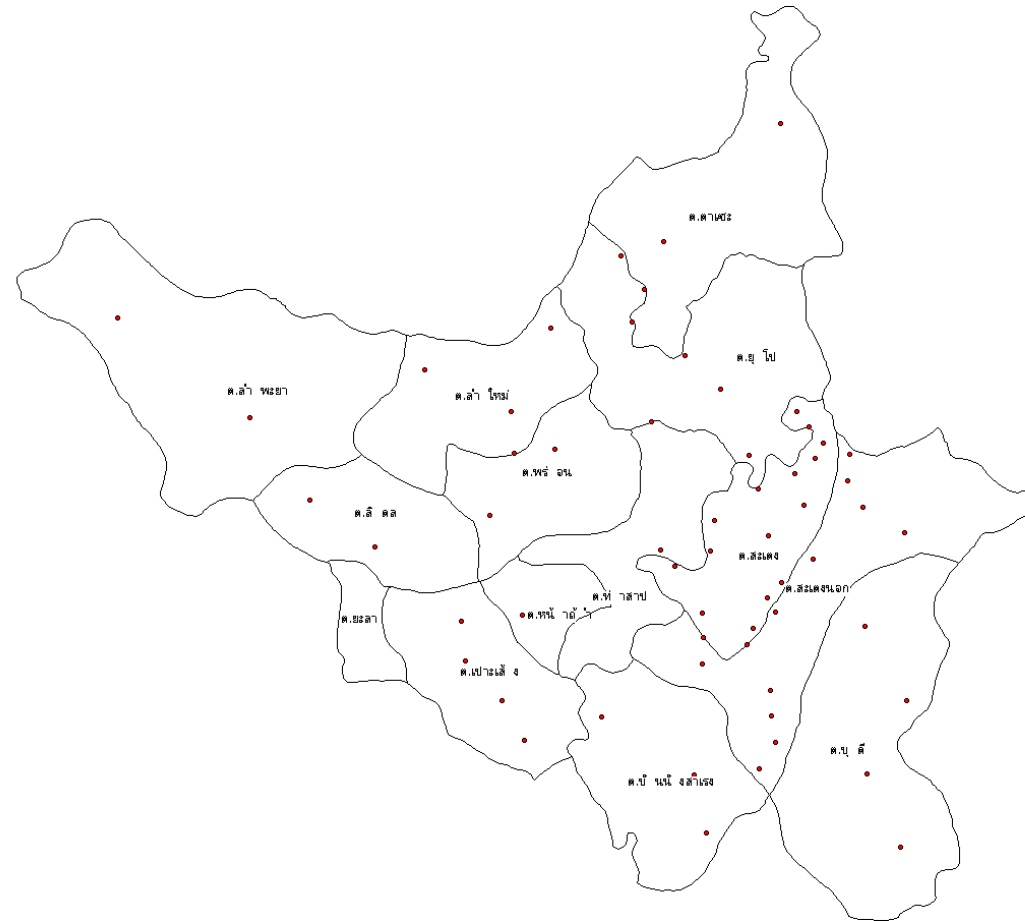 ต.ตาเซะ
ต.ยุ โป
ต.ลำ พะยา
ต.ลำ ใหม่
ต.พร่ อน
ต.ลิ ดล
ต.สะเตง
ต.สะเตงนอก
ต.ท่ าสาป
ต.หน้ าถ้ำ
ต.ยะลา
ต.เปาะเส้ ง
ต.บุ ดี
ต.บั นนั งสาเรง